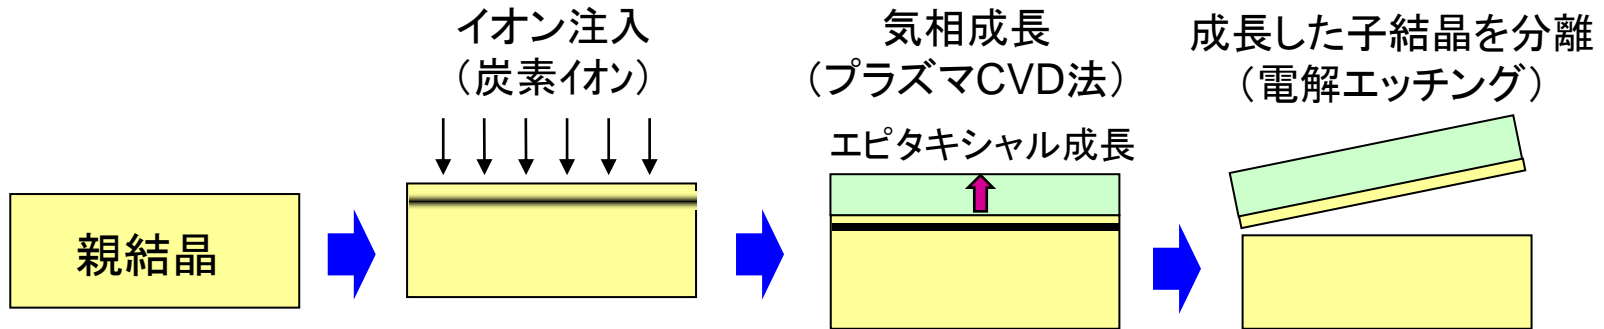 親結晶
イオン注入
（炭素イオン）
気相成長
（プラズマCVD法）
エピタキシャル成長
成長した子結晶を分離
（電解エッチング）